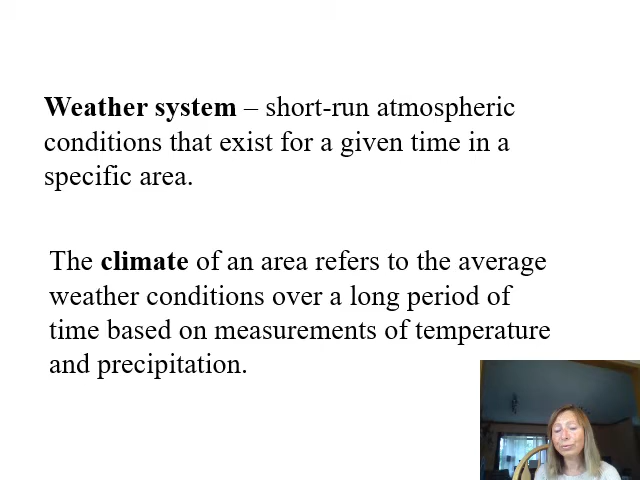 Weather system – short-run atmospheric
conditions that exist for a given time in a
specific area.
The climate of an area refers to the average
weather conditions over a long period of
time based on measurements of temperature
and precipitation.